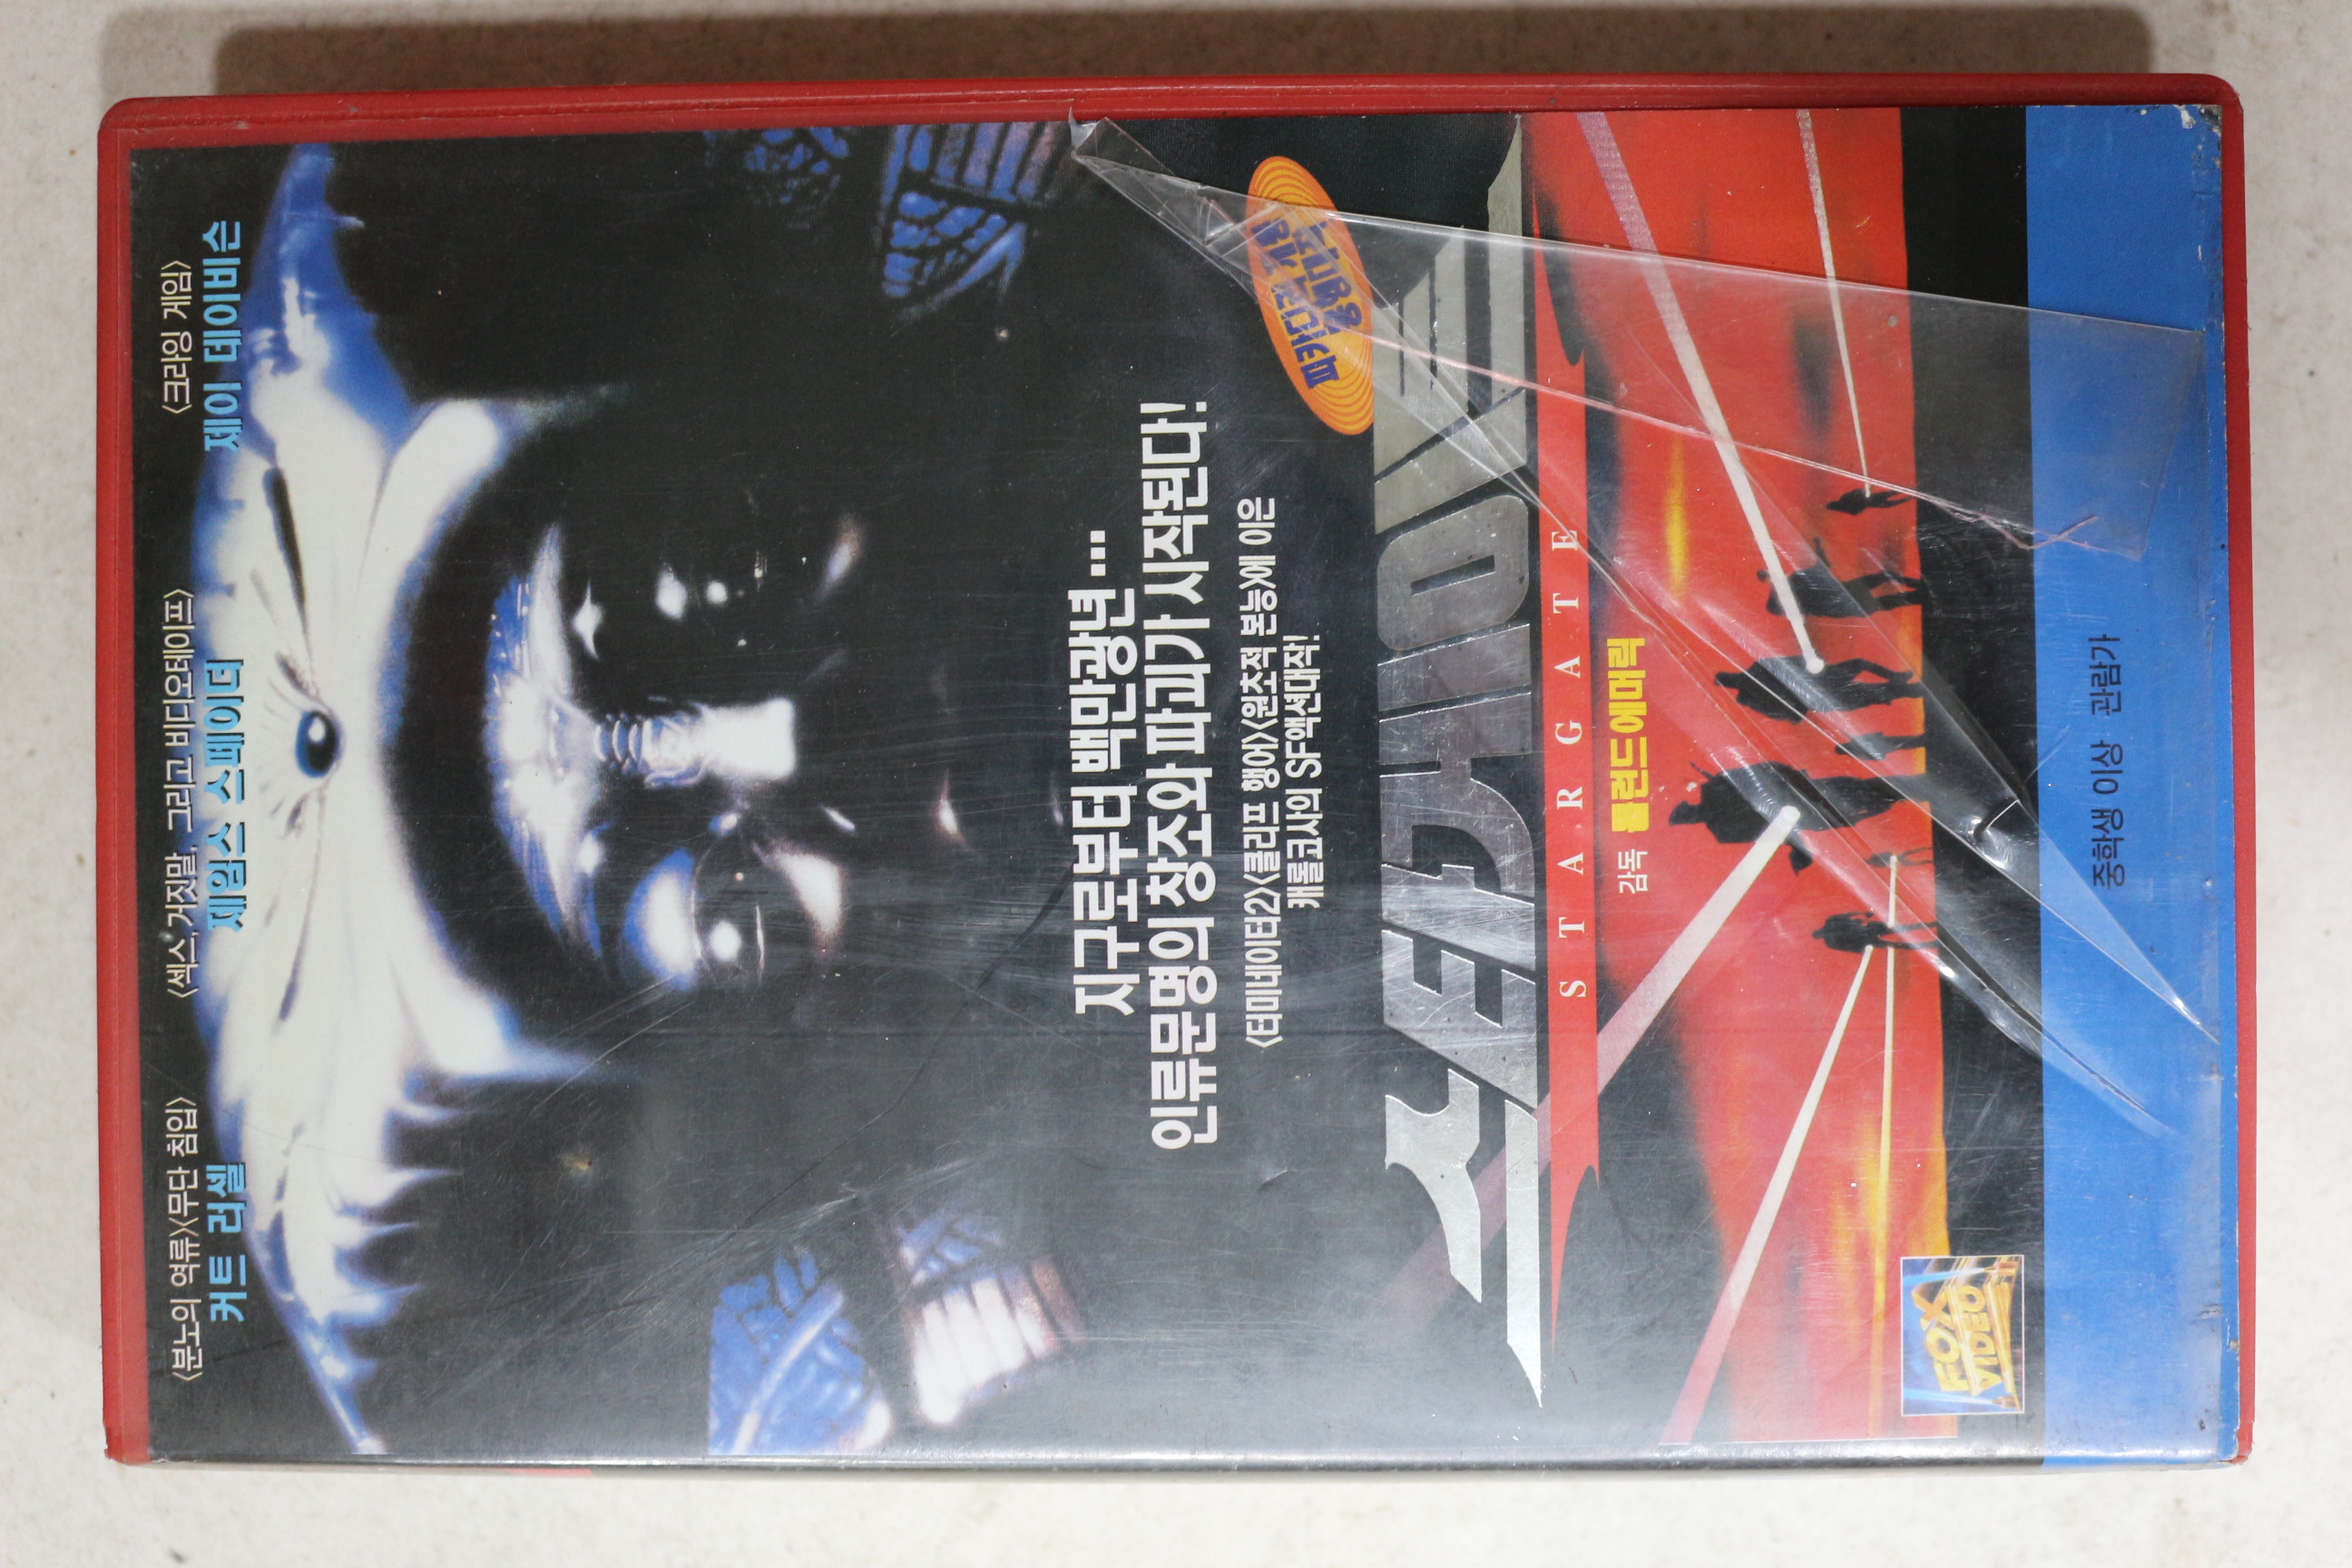 〈분노의 역류〉〈무단 침입〉
커트 러셀
〈섹스, 거짓말, 그리고 비디오테이프〉
제임스 스페이더
〈크라잉 게임〉
제이 데이비슨
지구로부터 백만광년…
인류문명의 창조와 파괴가 시작된다!
〈터미네이터2〉〈클리프 행어〉〈원초적 본능〉에 이은
캐롤코사의 SF액션대작!
스타게이트
STARGATE
감독 롤랜드에머릭
FOX
VIDEO
중학생 이상 관람가